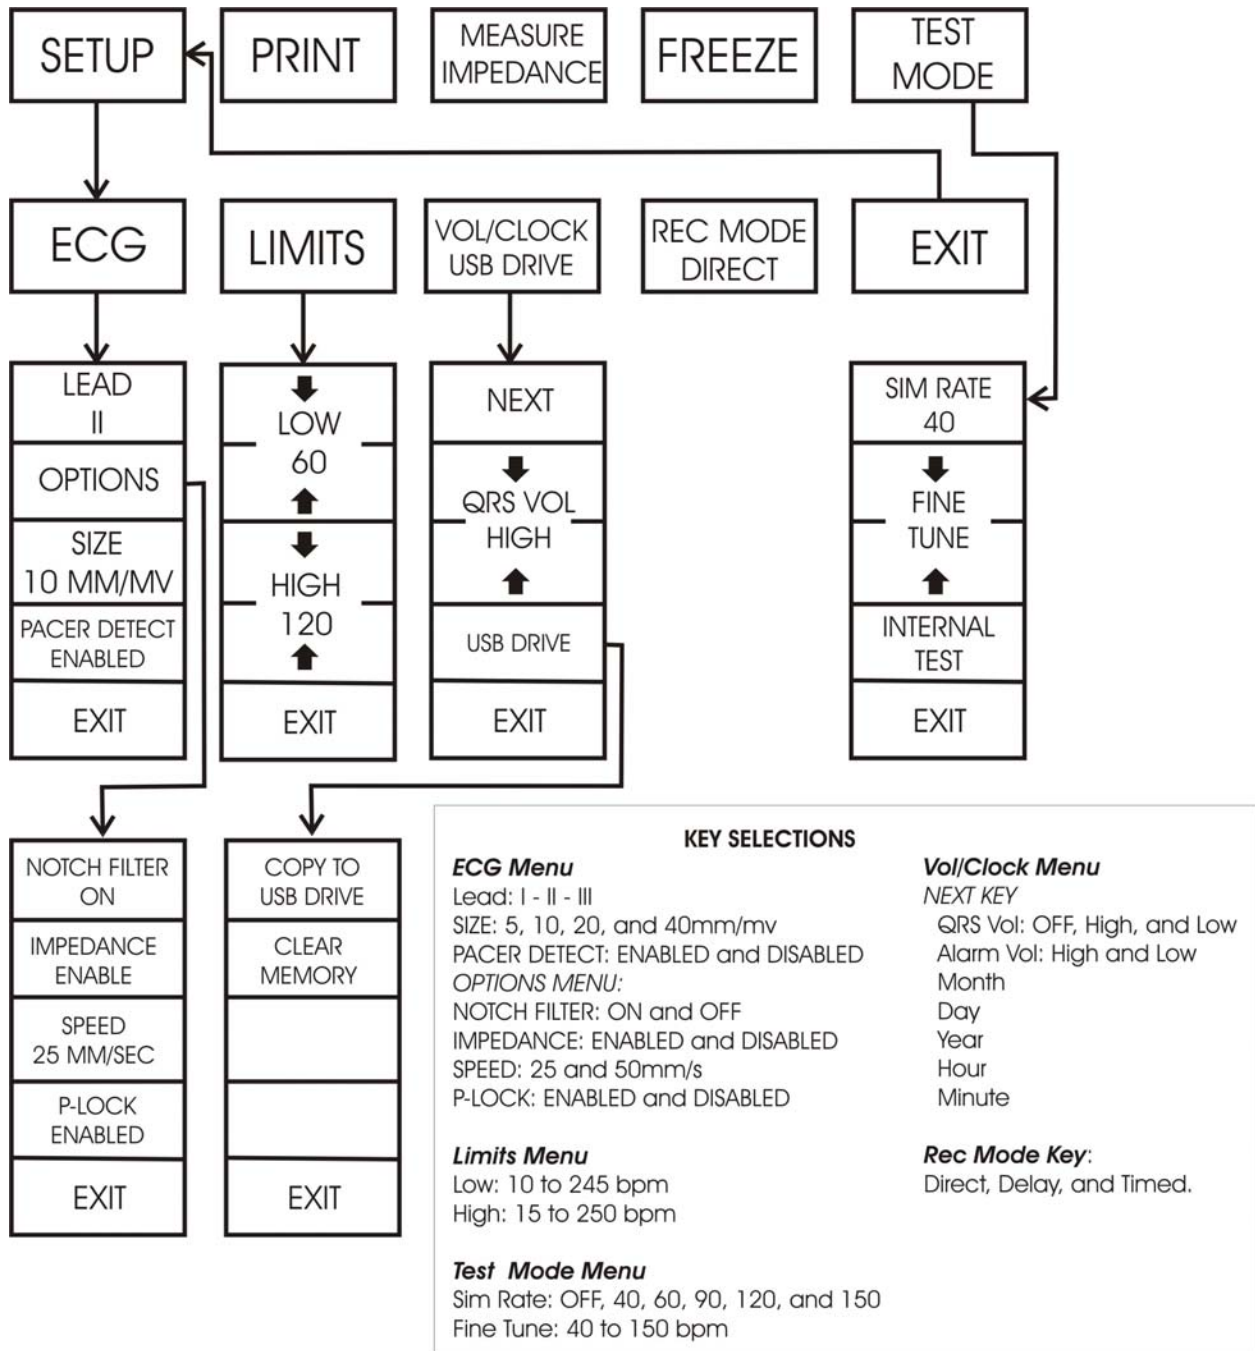 SETUP
PRINT
MEASURE
IMPEDANCE
FREEZE
TEST
MODE
ECG
LIMITS
VOL/CLOCK
USB DRIVE
REC MODE
DIRECT
EXIT
LEAD
II
OPTIONS
SIZE
10 MM/MV
PACER DETECT
ENABLED
EXIT
LOW
60
HIGH
120
EXIT
NEXT
QRS VOL
HIGH
USB DRIVE
EXIT
SIM RATE
40
FINE
TUNE
INTERNAL
TEST
EXIT
NOTCH FILTER
ON
IMPEDANCE
ENABLE
SPEED
25 MM/SEC
P-LOCK
ENABLED
EXIT
COPY TO
USB DRIVE
CLEAR
MEMORY
EXIT
KEY SELECTIONS
ECG Menu
Lead: I - II - III
SIZE: 5, 10, 20, and 40mm/mv
PACER DETECT: ENABLED and DISABLED
OPTIONS MENU:
NOTCH FILTER: ON and OFF
IMPEDANCE: ENABLED and DISABLED
SPEED: 25 and 50mm/s
P-LOCK: ENABLED and DISABLED
Limits Menu
Low: 10 to 245 bpm
High: 15 to 250 bpm
Test Mode Menu
Sim Rate: OFF, 40, 60, 90, 120, and 150
Fine Tune: 40 to 150 bpm
Vol/Clock Menu
NEXT KEY
QRS Vol: OFF, High, and Low
Alarm Vol: High and Low
Month
Day
Year
Hour
Minute
Rec Mode Key:
Direct, Delay, and Timed.